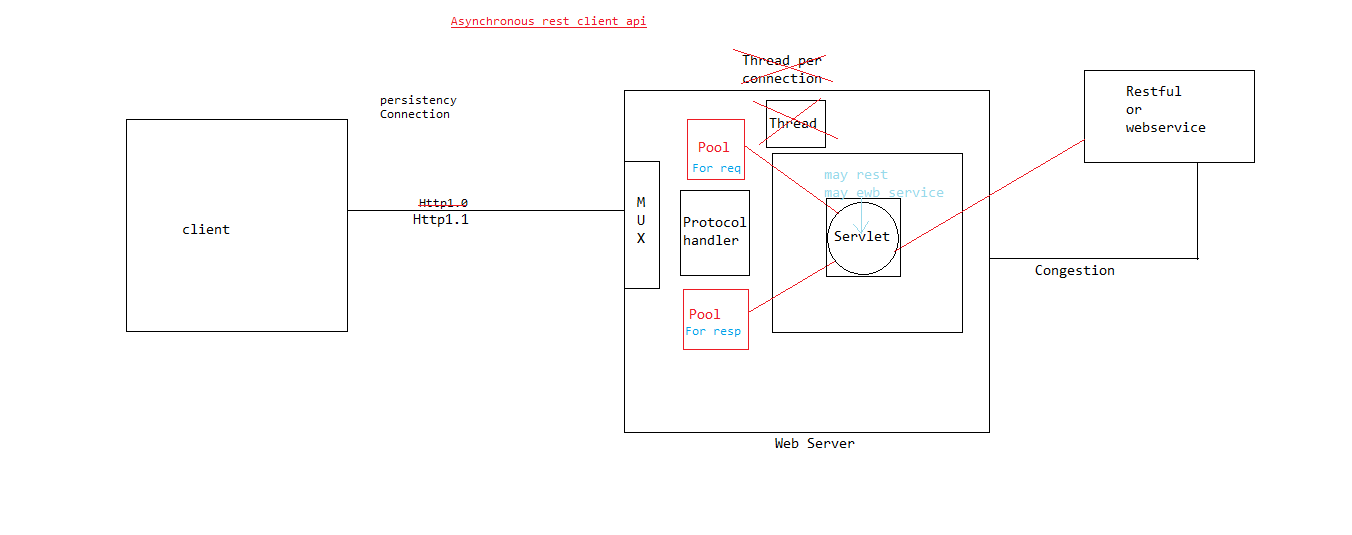 Asynchronous rest client api
Thread per
connection
persistency
Connection
Restful
or
webservice
Thread
Pool
For req
may rest
may ewb service
Http1.0
Http1.1
M
U
X
Protocol
handler
Servlet
client
Congestion
Pool
For resp
Web Server